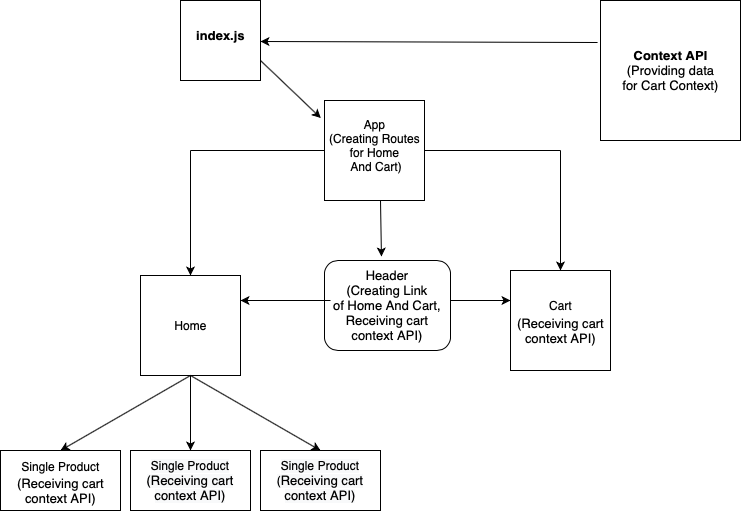 index.js
Context API
(Providing data
for Cart Context)
App
(Creating Routes
for Home
And Cart)
Header
(Creating Link
of Home And Cart,
Receiving cart
context API)
Home
Cart
(Receiving cart
context API)
Single Product
(Receiving cart
context API)
Single Product
(Receiving cart
context API)
Single Product
(Receiving cart
context API)